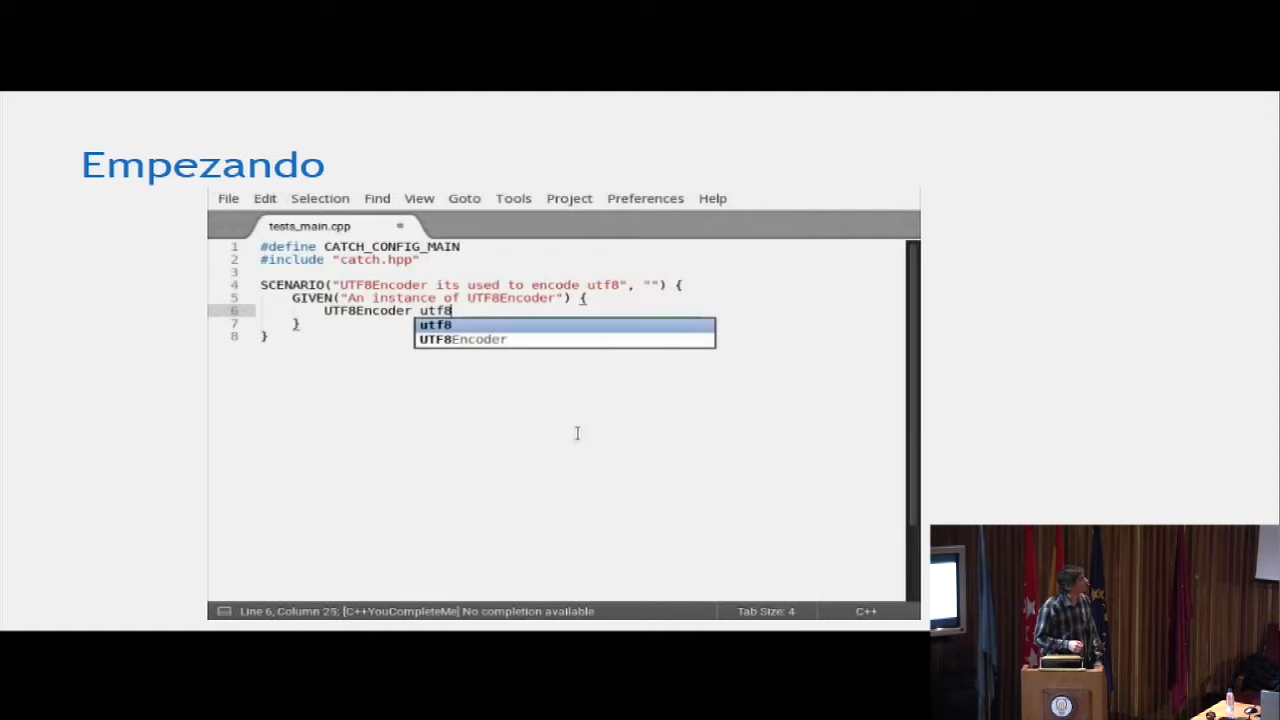 Empezando
File Edit Selection Find View Goto Tools Project Preferences Help
tests_main.cpp
1 #define CATCH_CONFIG_MAIN
2 #include "catch.hpp"
3
4 SCENARIO("UTF8Encoder its used to encode utf8", "") {
5 GIVEN("An instance of UTF8Encoder") {
6 UTF8Encoder utf8
7 }
utf8
8 }
UTF8Encoder
Line 6, Column 25; [C++YouCompleteMe] No completion available Tab Size: 4 C++